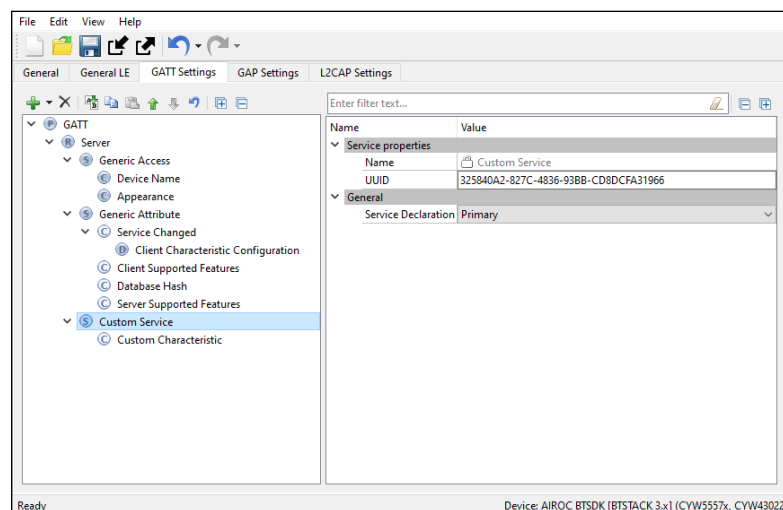 File Edit View Help
General General LE GATT Settings GAP Settings L2CAP Settings
Enter filter text...
GATT
Server
Generic Access
Device Name
Appearance
Generic Attribute
Service Changed
Client Characteristic Configuration
Client Supported Features
Database Hash
Server Supported Features
Custom Service
Custom Characteristic
Name Value
Service properties
Name Custom Service
UUID 325840A2-827C-4836-93BB-CD8DCFA31966
General
Service Declaration Primary
Ready Device: AIROC BTSDK [BTSTACK 3.x] (CYW5557x, CYW43022